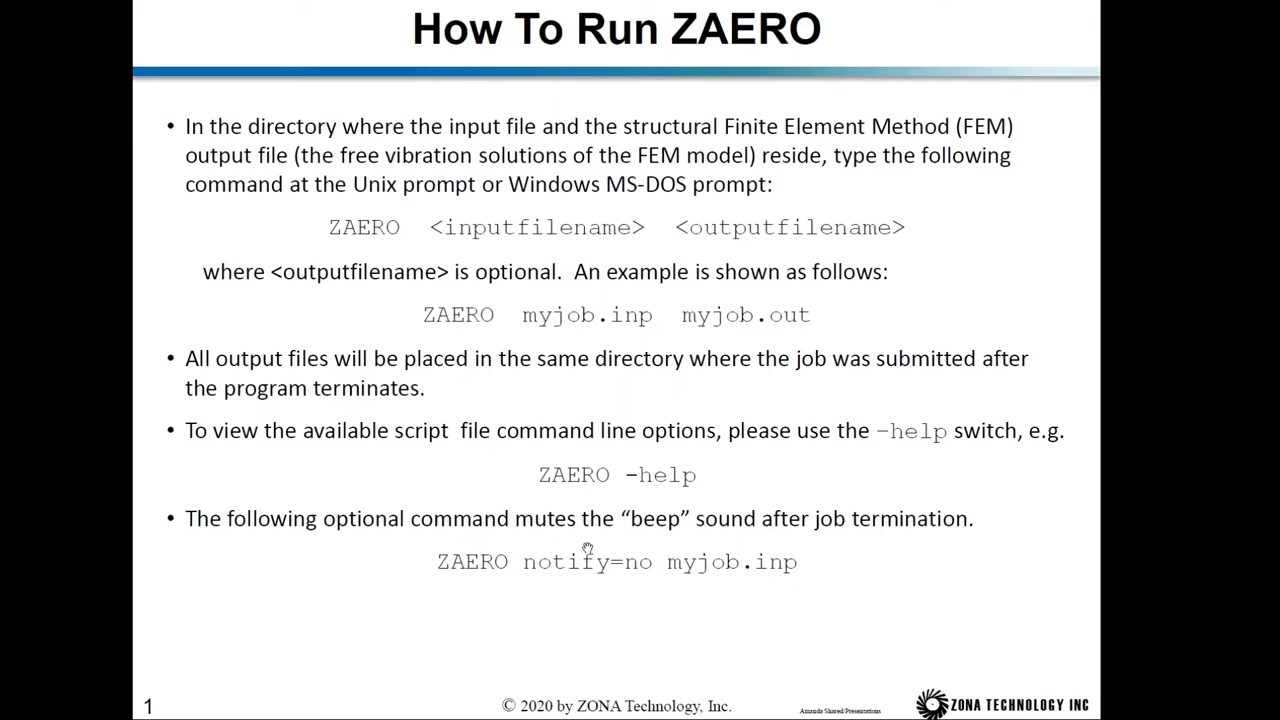 How To Run ZAERO
• In the directory where the input file and the structural Finite Element Method (FEM)
output file (the free vibration solutions of the FEM model) reside, type the following
command at the Unix prompt or Windows MS-DOS prompt:
ZAERO <inputfilename> <outputfilename>
where <outputfilename> is optional. An example is shown as follows:
ZAERO myjob.inp myjob.out
• All output files will be placed in the same directory where the job was submitted after
the program terminates.
• To view the available script file command line options, please use the –help switch, e.g.
ZAERO -help
• The following optional command mutes the “beep” sound after job termination.
ZAERO notify=no myjob.inp
1
© 2020 by ZONA Technology, Inc.
Amanda Shared/Presentations
ZONA TECHNOLOGY INC